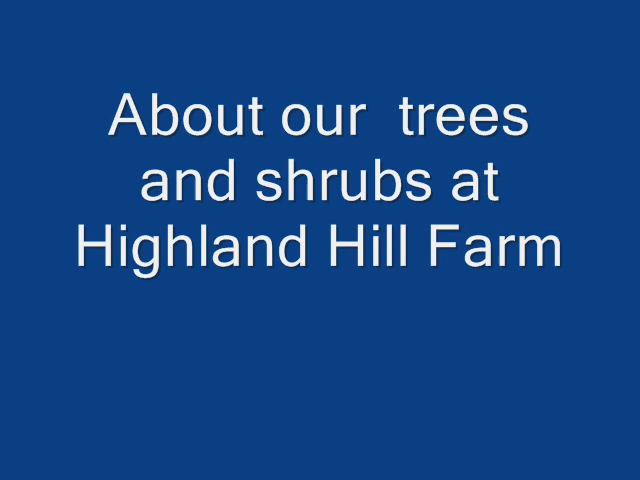 About our  trees
and shrubs at
Highland Hill Farm